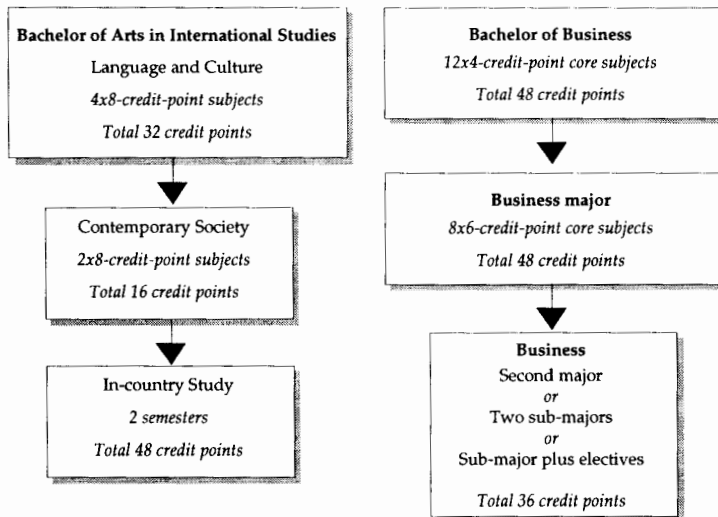 Bachelor of Arts in International Studies
Language and Culture
4x8-credit-point subjects
Total 32 credit points
Contemporary Society
2x8-credit-point subjects
Total 16 credit points
In-country Study
2 semesters
Total 48 credit points
Bachelor of Business
12x4-credit-point core subjects
Total 48 credit points
Business major
8x6-credit-point core subjects
Total 48 credit points
Business
Second major
or
Two sub-majors
or
Sub-major plus electives
Total 36 credit points